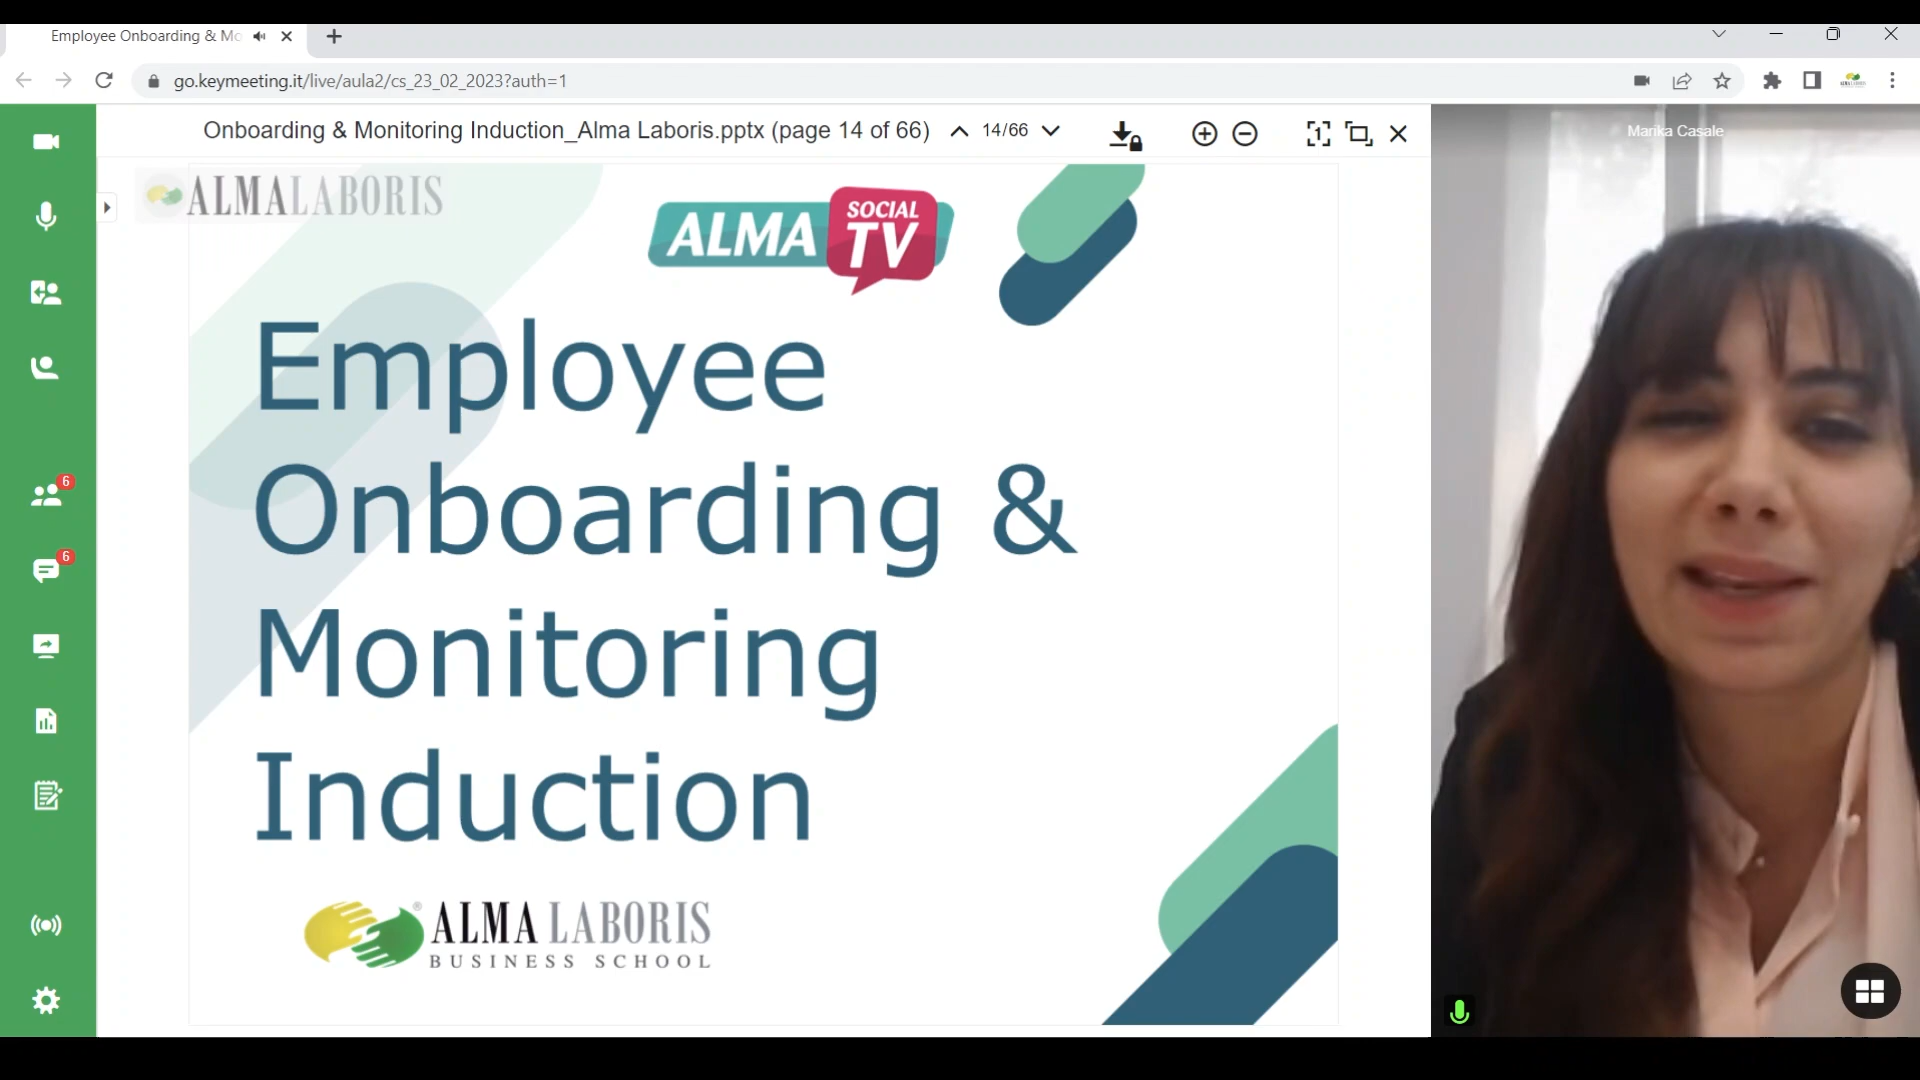 Employee Onboarding & Mo
go.keymeeting.it/live/aula2/cs_23_02_2023?auth=1
Onboarding & Monitoring Induction_Alma Laboris.pptx (page 14 of 66)
14/66
1
Marika Casale
ALMALABORIS
ALMA SOCIAL TV
Employee
Onboarding &
Monitoring
Induction
6
6
ALMA LABORIS
BUSINESS SCHOOL